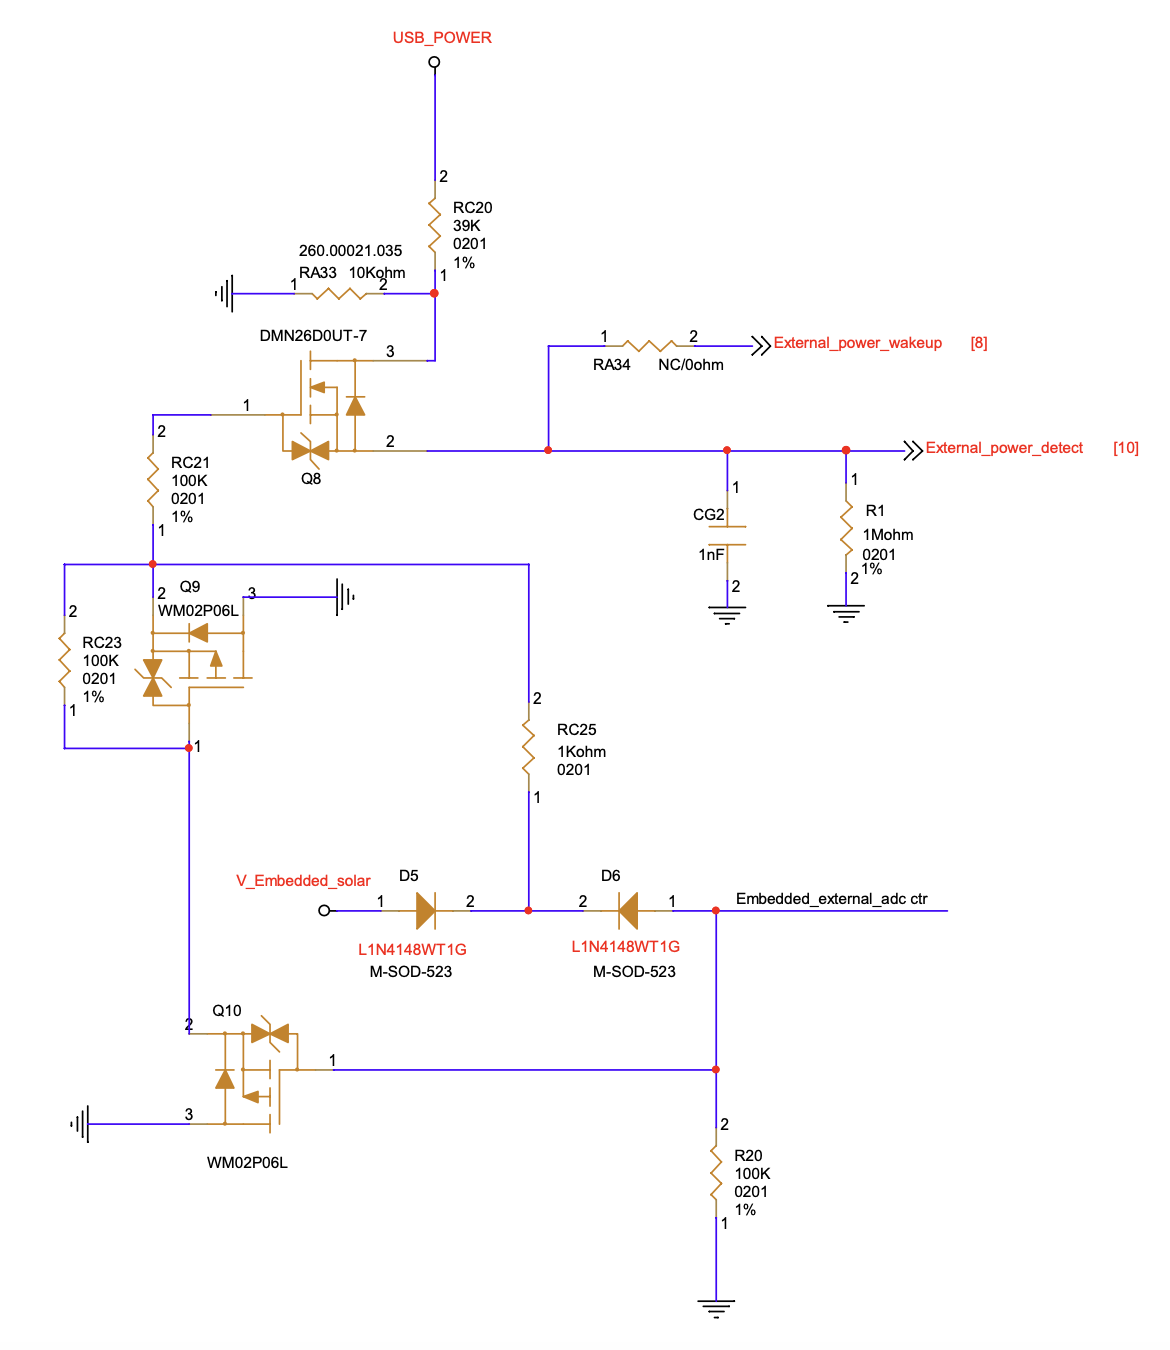 USB_POWER
2
RC20
39K
0201
1%
1
260.00021.035
RA33 10Kohm
1
2
DMN26D0UT-7
3
1
2
Q8
1
2
RA34
NC/0ohm
External_power_wakeup [8]
External_power_detect [10]
2
RC21
100K
0201
1%
1
1
CG2
1nF
2
1
R1
1Mohm
0201
1%
2
Q9
2
3
WM02P06L
2
RC23
100K
0201
1%
1
1
2
RC25
1Kohm
0201
1
V_Embedded_solar
D5
1
2
L1N4148WT1G
M-SOD-523
D6
2
1
L1N4148WT1G
M-SOD-523
Embedded_external_adc ctr
Q10
2
1
3
WM02P06L
2
R20
100K
0201
1%
1